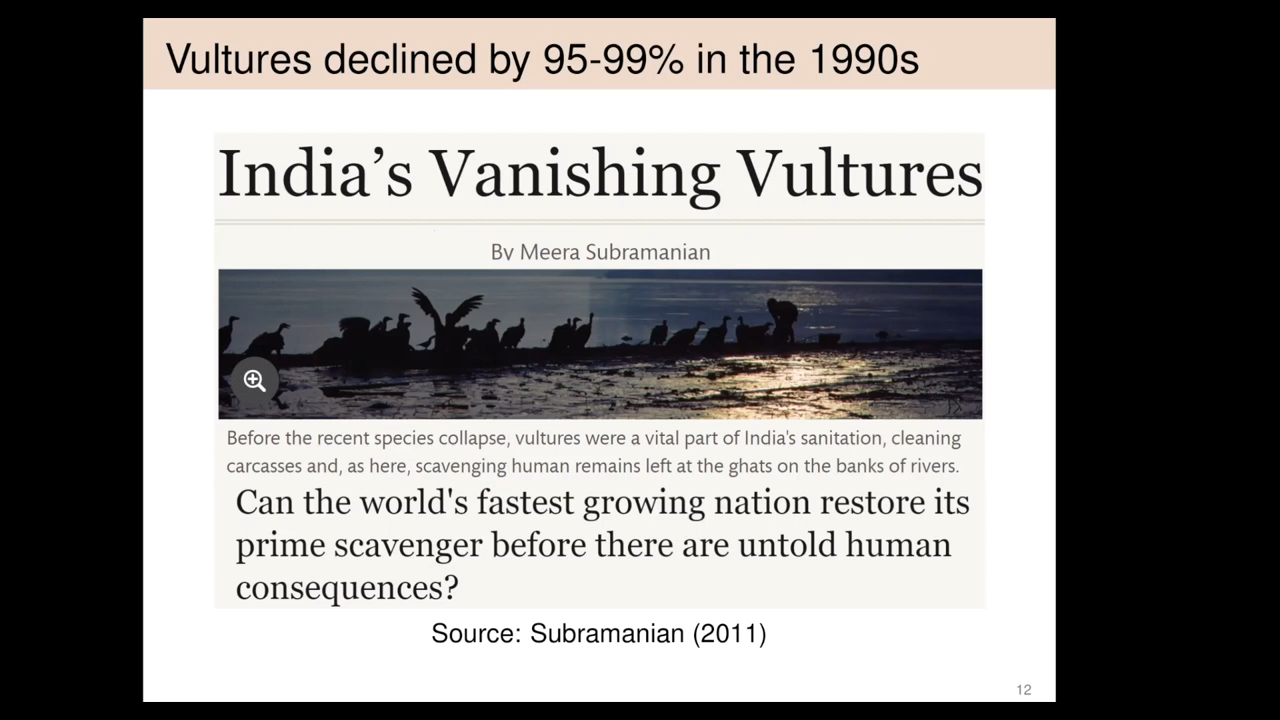 Vultures declined by 95-99% in the 1990s
India’s Vanishing Vultures
By Meera Subramanian
Before the recent species collapse, vultures were a vital part of India's sanitation, cleaning
carcasses and, as here, scavenging human remains left at the ghats on the banks of rivers.
Can the world's fastest growing nation restore its
prime scavenger before there are untold human
consequences?
Source: Subramanian (2011)
12